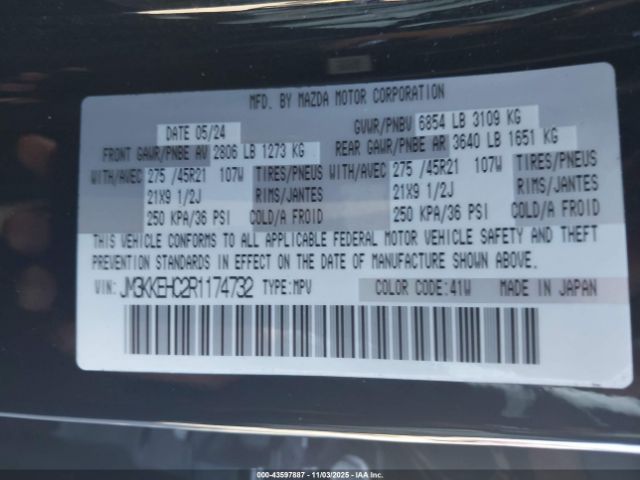 MFD. BY MAZDA MOTOR CORPORATION
DATE 05/24 GVWR/PNBV 6854 LB 3109 KG
FRONT GAWR/PNBE AV 2806 LB 1273 KG REAR GAWR/PNBE AR 3640 LB 1651 KG
WITH/AVEC 275 /45R21 107W TIRES/PNEUS WITH/AVEC 275 /45R21 107W TIRES/PNEUS
21X9 1/2J RIMS/JANTES 21X9 1/2J RIMS/JANTES
250 KPA/36 PSI COLD/A FROID 250 KPA/36 PSI COLD/A FROID
THIS VEHICLE CONFORMS TO ALL APPLICABLE FEDERAL MOTOR VEHICLE SAFETY AND THEFT
PREVENTION STANDARDS IN EFFECT ON THE DATE OF MANUFACTURE SHOWN ABOVE.
VIN: JM3KKEHC2R1174732 TYPE:MPV COLOR CODE:41W MADE IN JAPAN
000-43597887 - 11/03/2025 - IAAI.COM